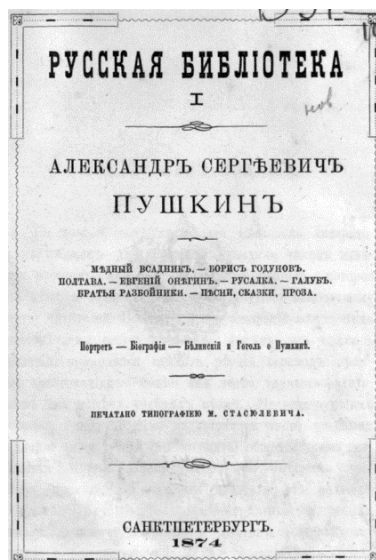 РУССКАЯ БИБЛІОТЕКА
I
нов
АЛЕКСАНДРЪ СЕРГѢЕВИЧЪ
ПУШКИНЪ
МѢДНЫЙ ВСАДНИКЪ. — БОРИСЪ ГОДУНОВЪ.
ПОЛТАВА. — ЕВГЕНІЙ ОНѢГИНЪ. — РУСАЛКА. — ГАЛУБЪ.
БРАТЬЯ РАЗБОЙНИКИ. — ПѢСНИ, СКАЗКИ, ПРОЗА.
Портретъ — Біографія — Бѣлинскій и Гоголь о Пушкинѣ.
ПЕЧАТАНО ТИПОГРАФІЕЮ М. СТАСЮЛЕВИЧА.
САНКТПЕТЕРБУРГЪ.
1874